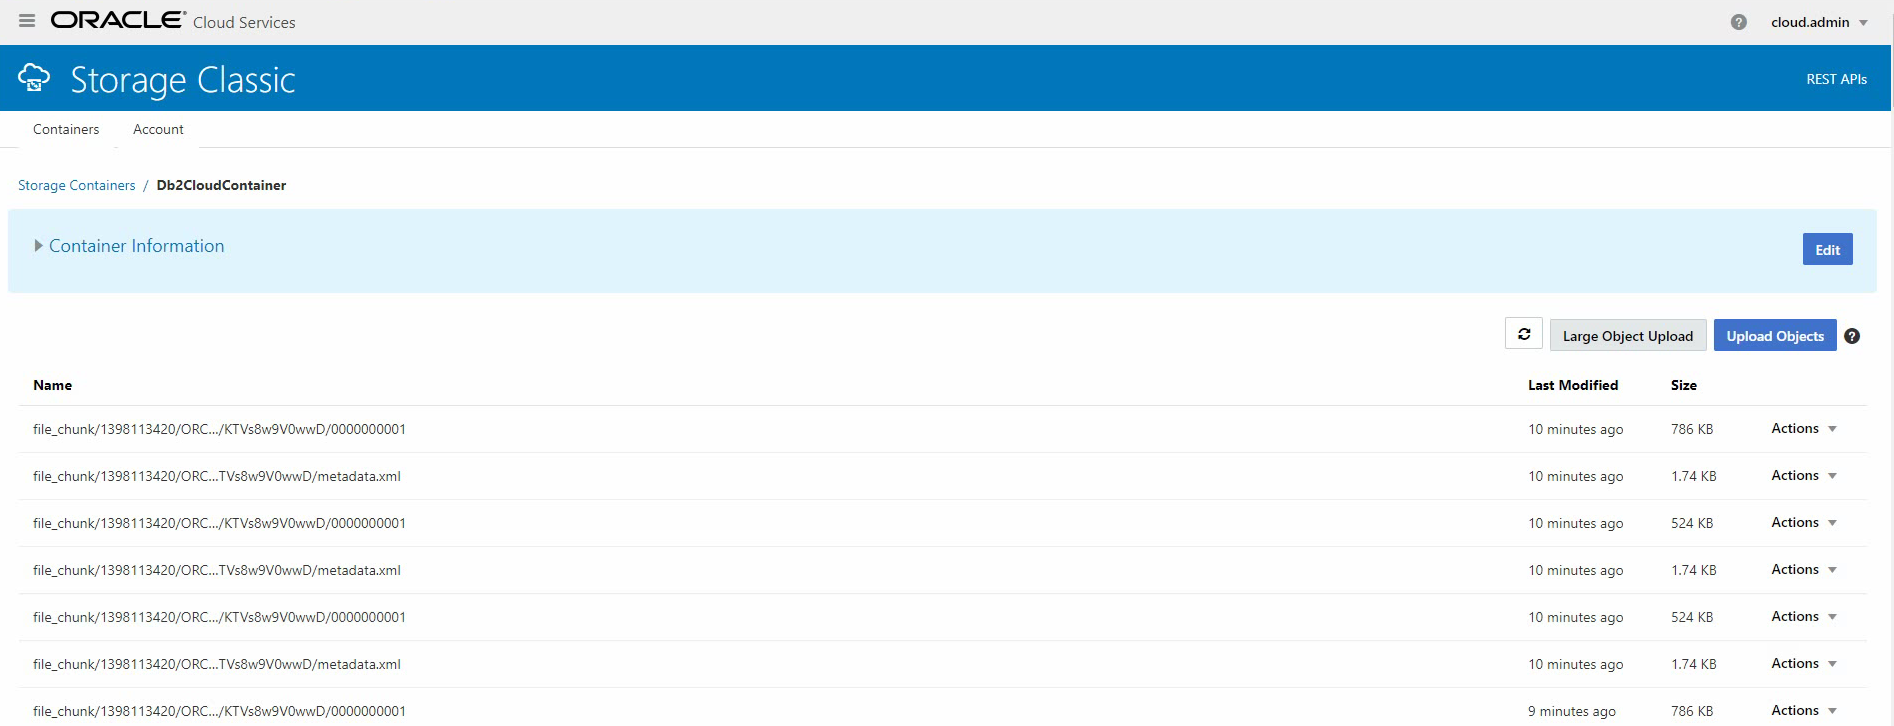 ORACLE Cloud Services ? cloud.admin
Storage Classic REST APIs
Containers Account
Storage Containers / Db2CloudContainer
Container Information Edit
Large Object Upload Upload Objects ?
Name Last Modified Size
file_chunk/1398113420/ORC.../KTVs8w9V0wwD/0000000001 10 minutes ago 786 KB Actions
file_chunk/1398113420/ORC...TVs8w9V0wwD/metadata.xml 10 minutes ago 1.74 KB Actions
file_chunk/1398113420/ORC.../KTVs8w9V0wwD/0000000001 10 minutes ago 524 KB Actions
file_chunk/1398113420/ORC...TVs8w9V0wwD/metadata.xml 10 minutes ago 1.74 KB Actions
file_chunk/1398113420/ORC.../KTVs8w9V0wwD/0000000001 10 minutes ago 524 KB Actions
file_chunk/1398113420/ORC...TVs8w9V0wwD/metadata.xml 10 minutes ago 1.74 KB Actions
file_chunk/1398113420/ORC.../KTVs8w9V0wwD/0000000001 9 minutes ago 786 KB Actions